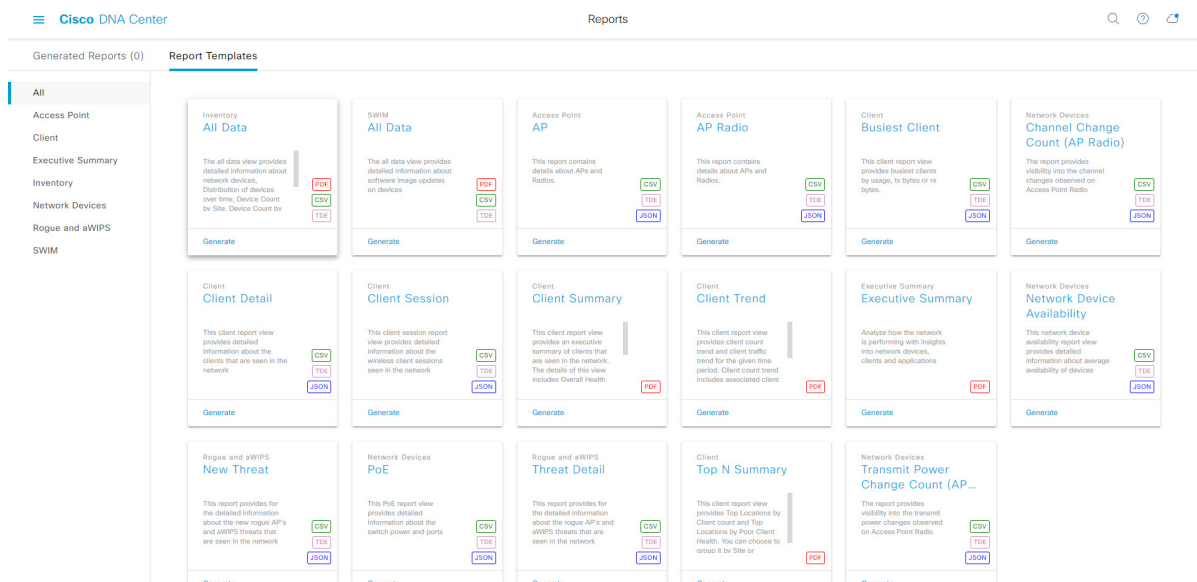 Cisco DNA Center
Reports
Generated Reports (0)
Report Templates
All
Access Point
Client
Executive Summary
Inventory
Network Devices
Rogue and aWIPS
SWIM
Inventory
All Data
The all data view provides
detailed information about
network devices,
Distribution of devices
over time, Device Count
by Site, Device Count by
PDF
CSV
TDE
Generate
SWIM
All Data
The all data view provides
detailed information about
software image updates
on devices
PDF
CSV
TDE
Generate
Access Point
AP
This report contains
details about APs and
Radios.
CSV
TDE
JSON
Generate
Access Point
AP Radio
This report contains
details about APs and
Radios.
CSV
TDE
JSON
Generate
Client
Busiest Client
This client report view
provides busiest clients
by usage, tx bytes or rx
bytes.
CSV
TDE
JSON
Generate
Network Devices
Channel Change
Count (AP Radio)
The report provides
visibility into the channel
changes observed on
Access Point Radio
CSV
TDE
JSON
Generate
Client
Client Detail
This client report view
provides detailed
information about the
clients that are seen in the
network
CSV
TDE
JSON
Generate
Client
Client Session
This client session report
view provides detailed
information about the
wireless client sessions
seen in the network
CSV
TDE
JSON
Generate
Client
Client Summary
This client report view
provides an executive
summary of clients that
are seen in the network.
The details of this view
includes Overall Health
PDF
Generate
Client
Client Trend
This client report view
provides client count
trend and client traffic
trend for the given time
period. Client count trend
includes associated client
PDF
Generate
Executive Summary
Executive Summary
Analyze how the network
is performing with insights
into network devices,
clients and applications
PDF
Generate
Network Devices
Network Device
Availability
This network device
availability report view
provides detailed
information about average
availability of devices
CSV
TDE
JSON
Generate
Rogue and aWIPS
New Threat
This report provides for
the detailed information
about the new rogue AP's
and aWIPS threats that
are seen in the network
CSV
TDE
JSON
Network Devices
PoE
This PoE report view
provides detailed
information about the
switch power and ports
CSV
TDE
JSON
Rogue and aWIPS
Threat Detail
This report provides for
the detailed information
about the rogue AP's and
aWIPS threats that are
seen in the network
CSV
TDE
JSON
Client
Top N Summary
This client report view
provides Top Locations by
Client count and Top
Locations by Poor Client
Health. You can choose to
group it by Site or
PDF
Network Devices
Transmit Power
Change Count (AP...
The report provides
visibility into the transmit
power changes observed
on Access Point Radio
CSV
TDE
JSON